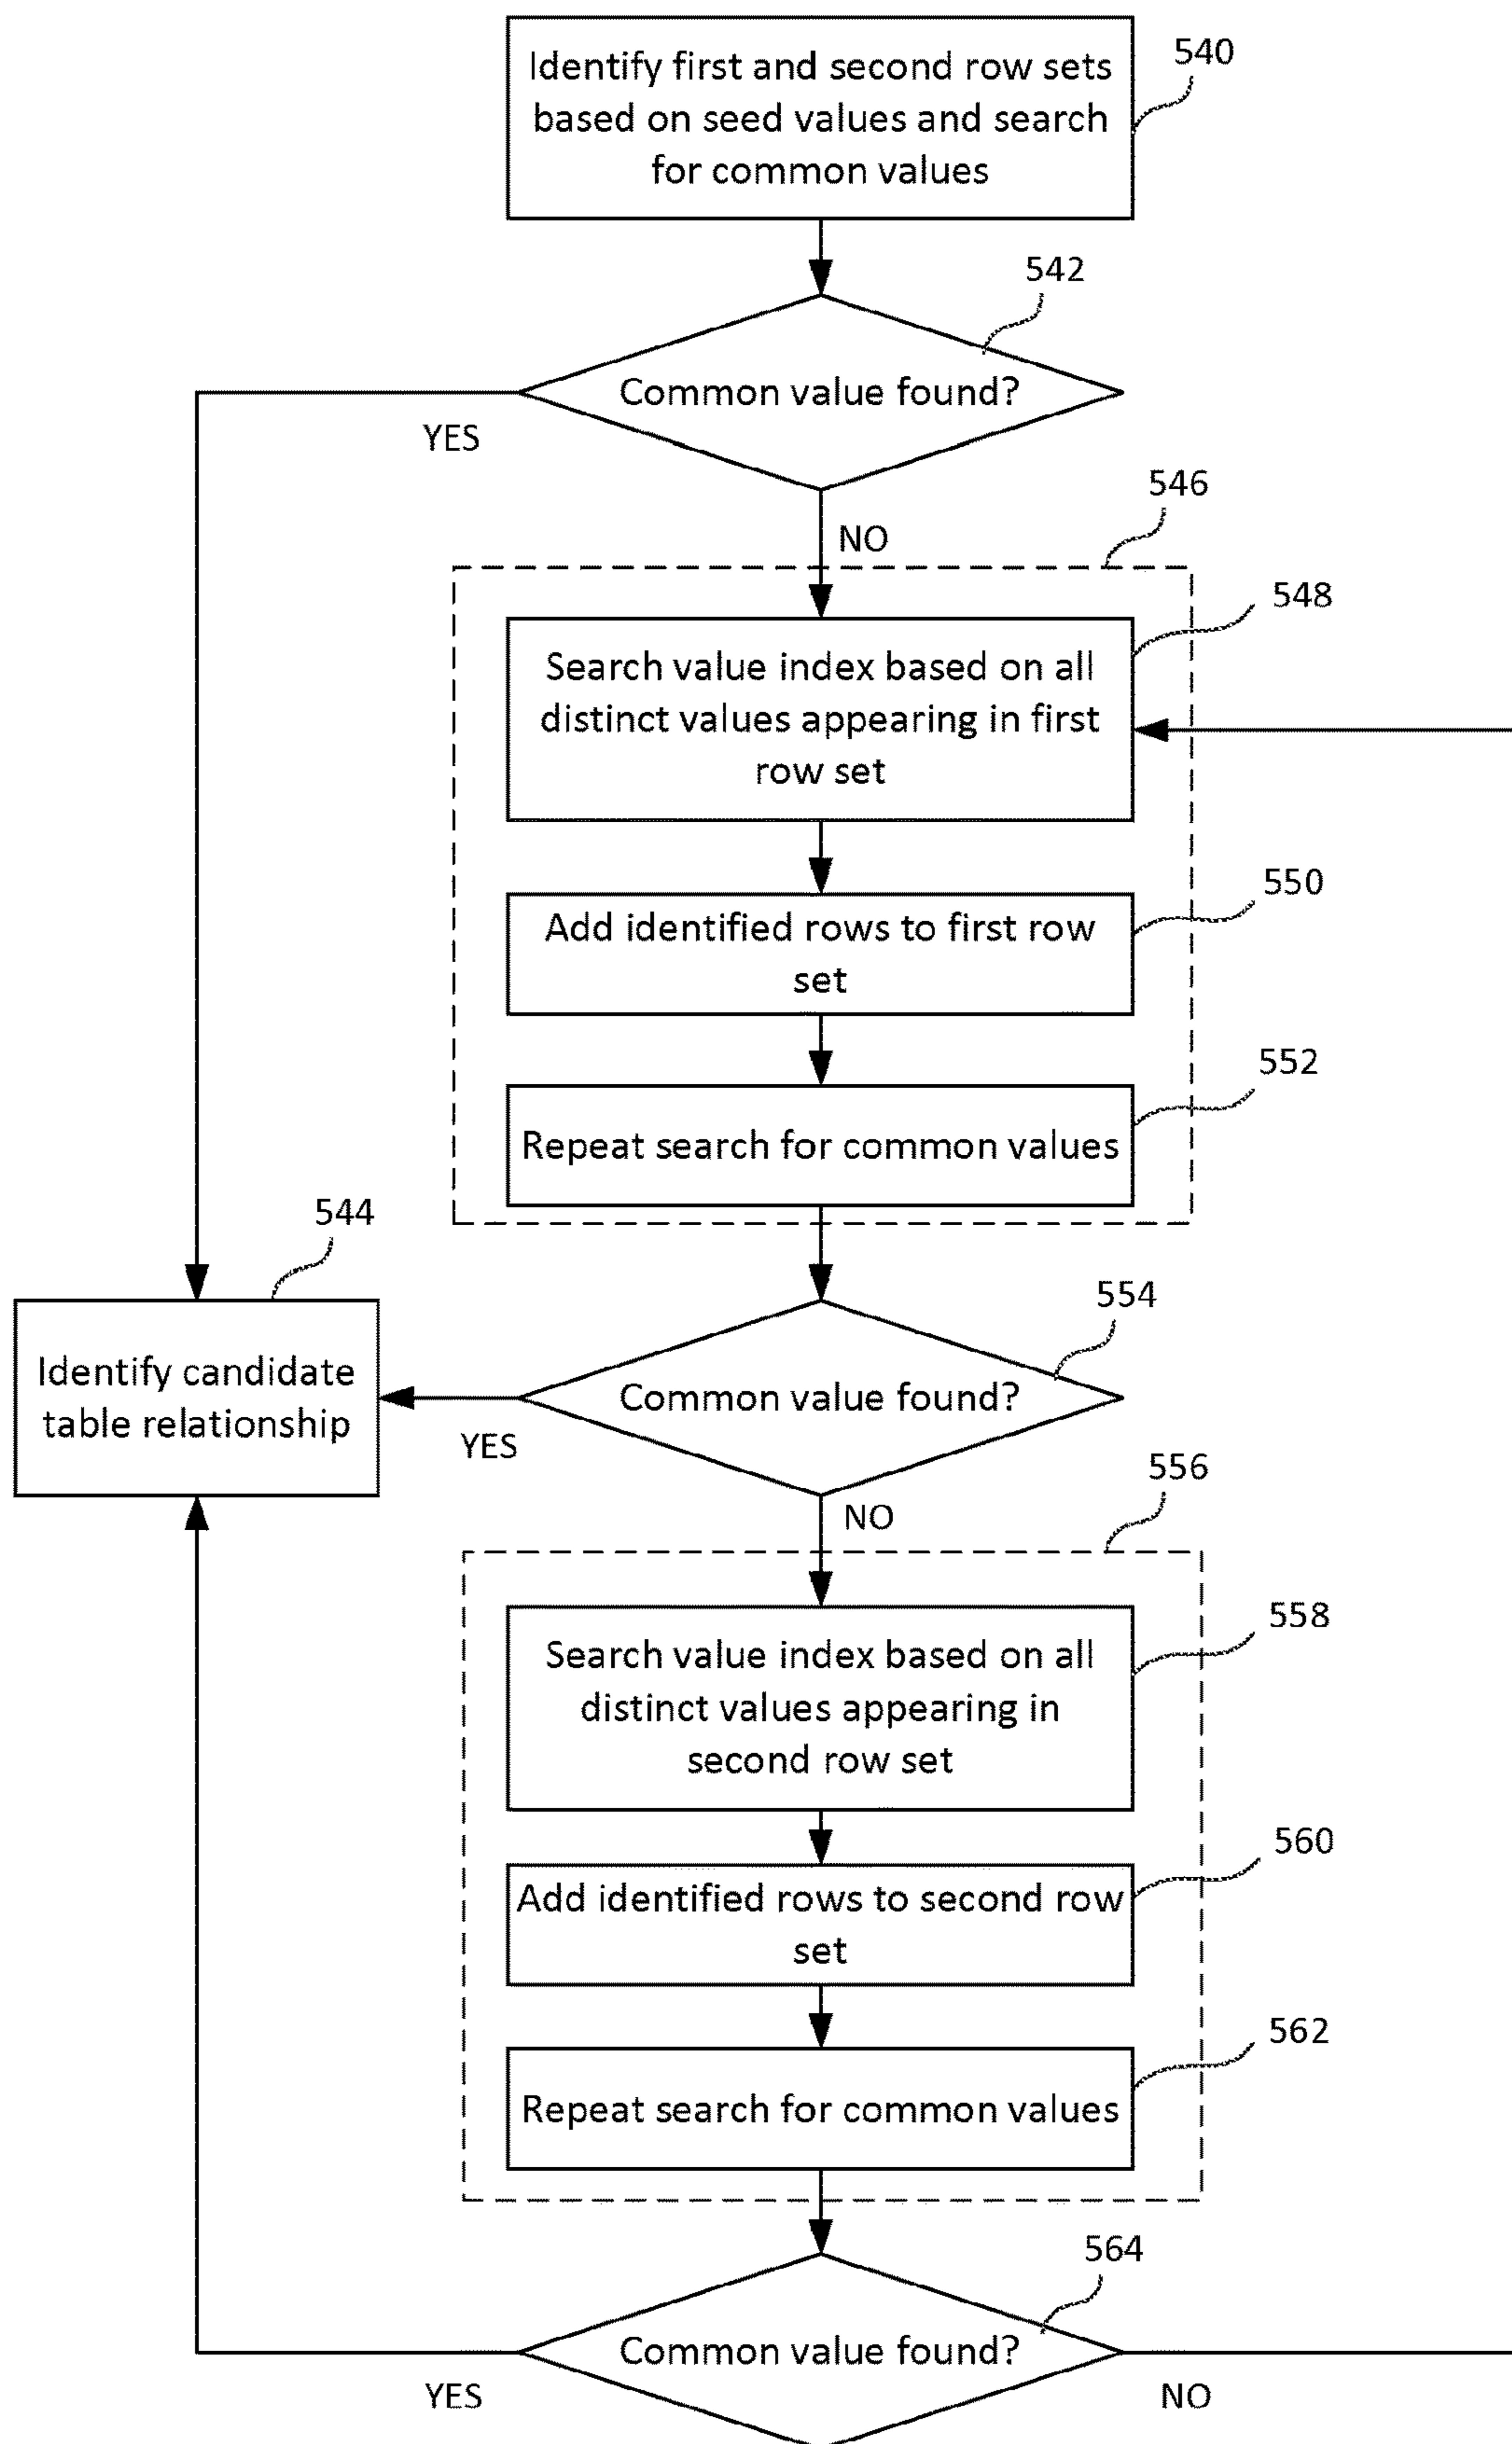 Identify first and second row sets
based on seed values and search
for common values
540
542
Common value found?
YES
NO
546
548
Search value index based on all
distinct values appearing in first
row set
550
Add identified rows to first row
set
552
Repeat search for common values
544
Identify candidate
table relationship
554
Common value found?
YES
NO
556
558
Search value index based on all
distinct values appearing in
second row set
560
Add identified rows to second row
set
562
Repeat search for common values
564
Common value found?
YES
NO